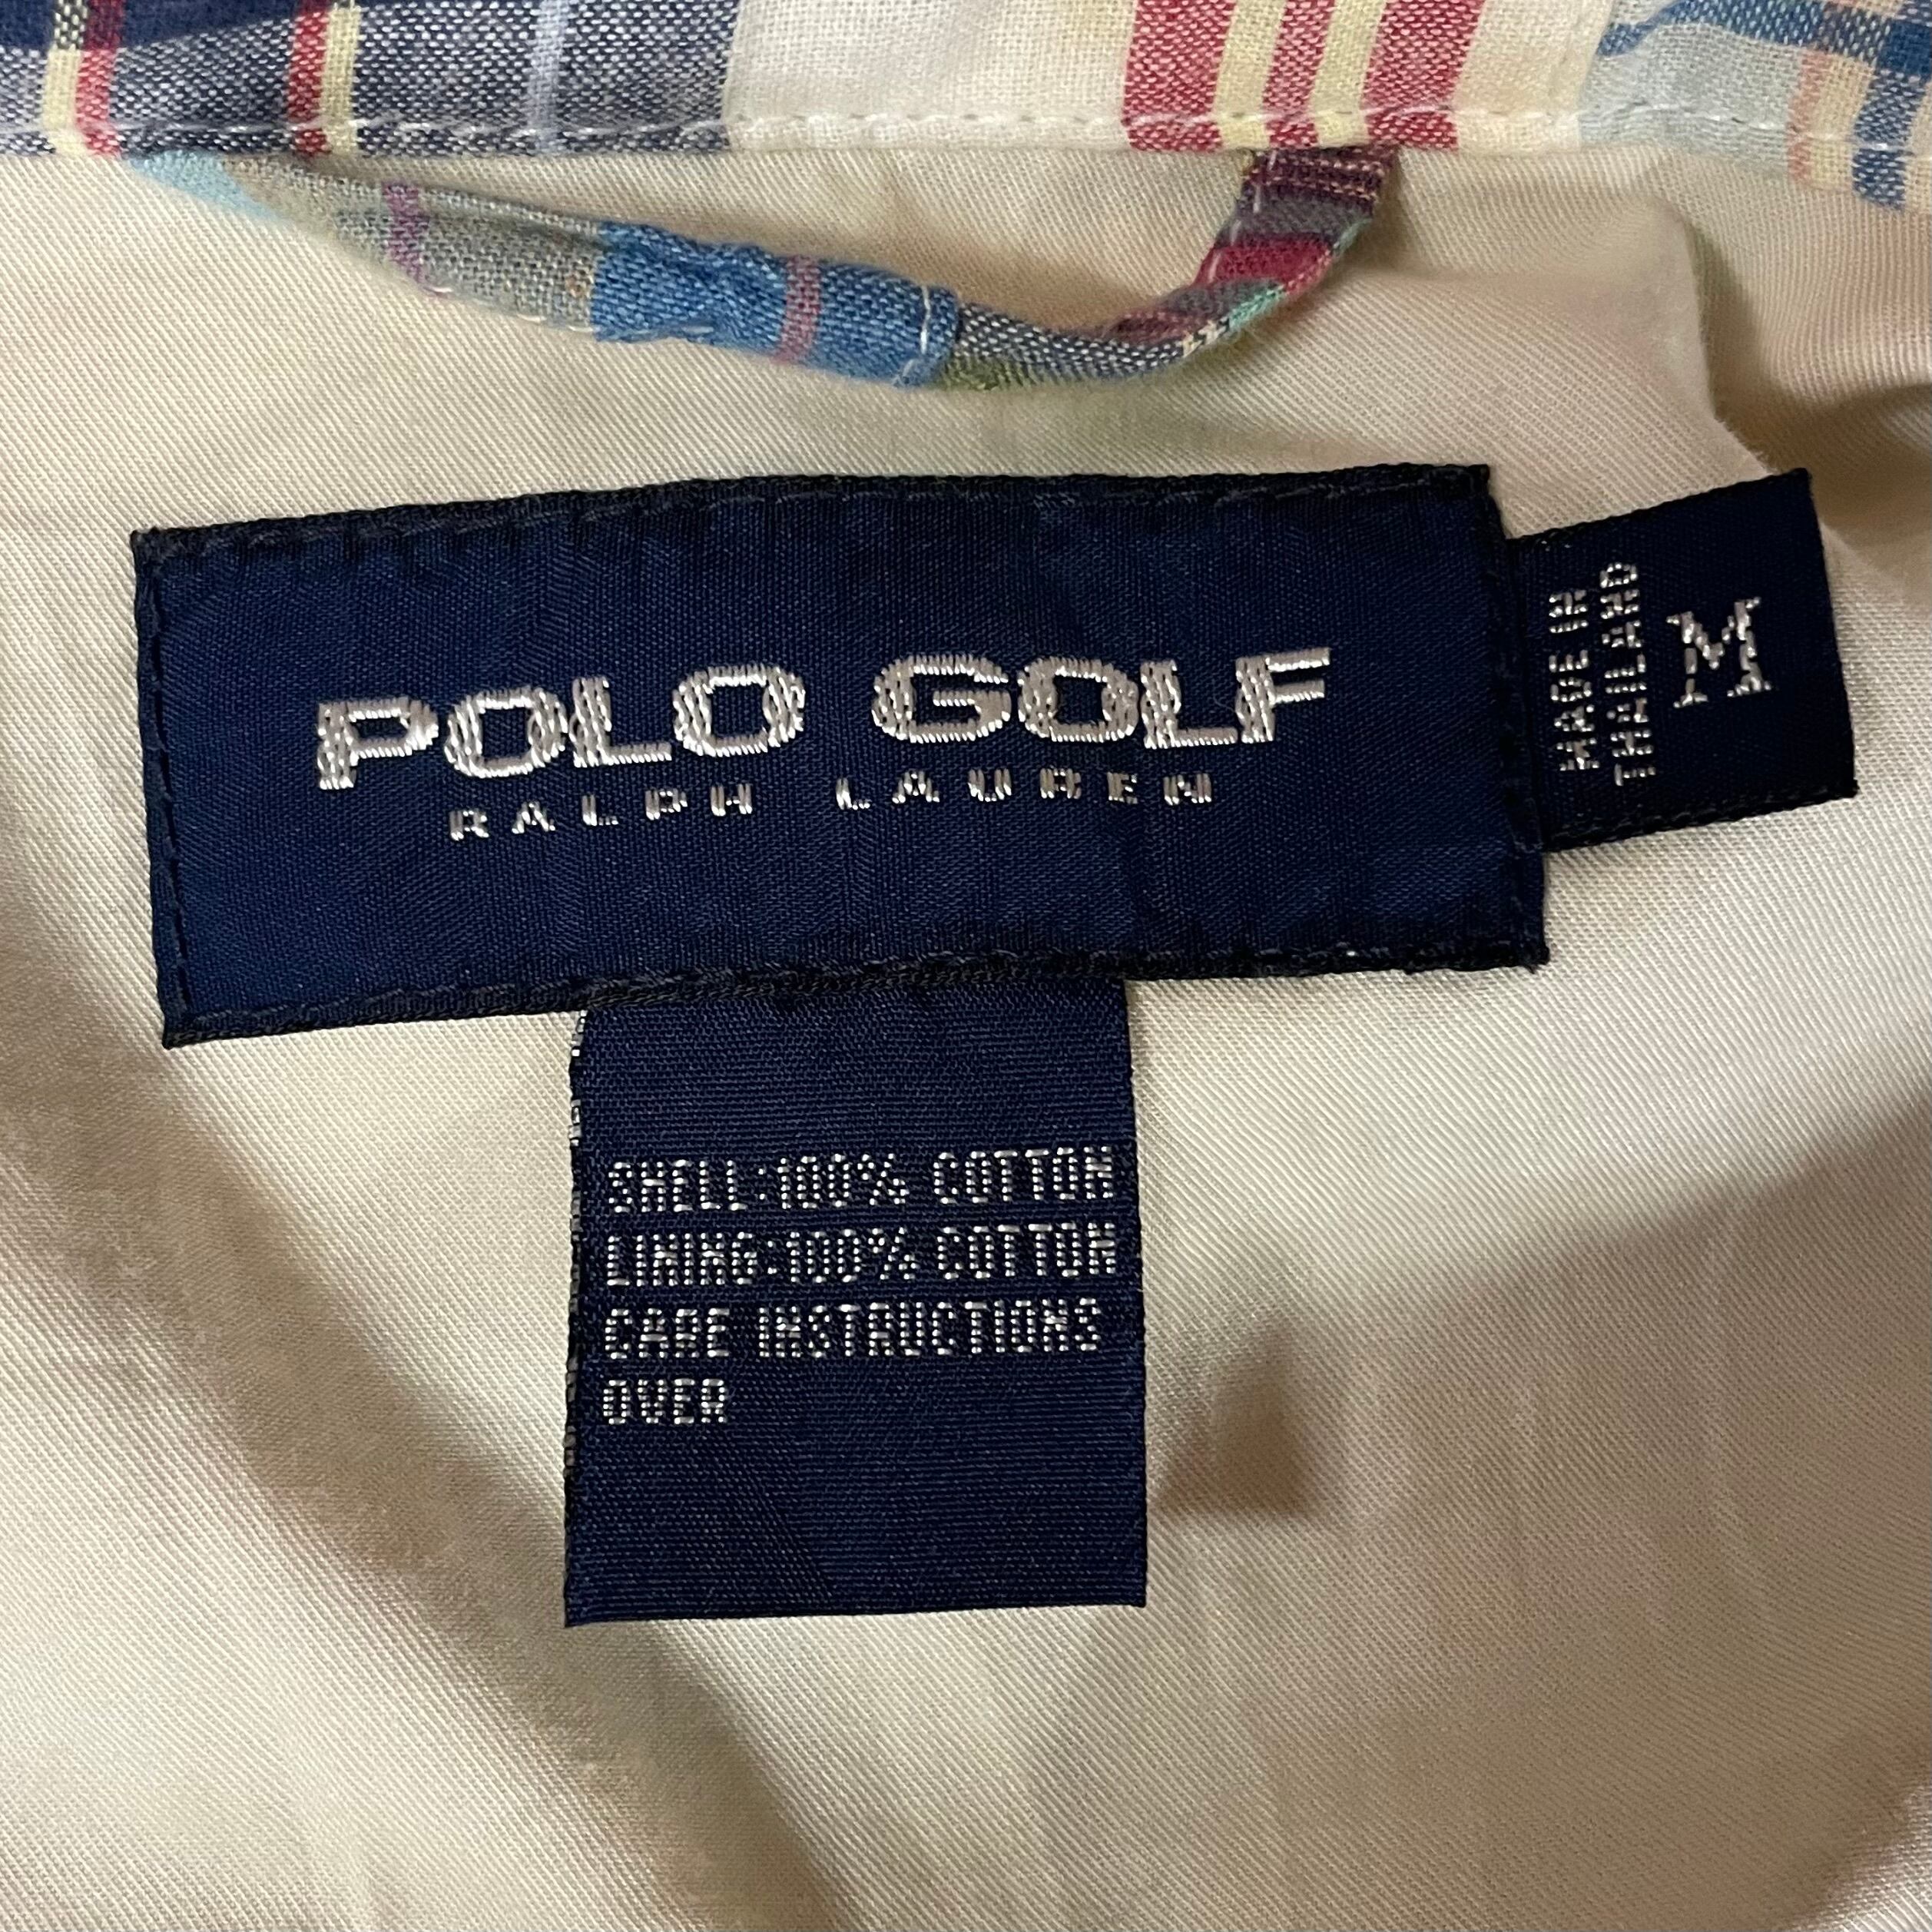 POLO GOLF
RALPH LAUREN
MADE IN
THAILAND
M
SHELL:100% COTTON
LINING:100% COTTON
CARE INSTRUCTIONS
OVER